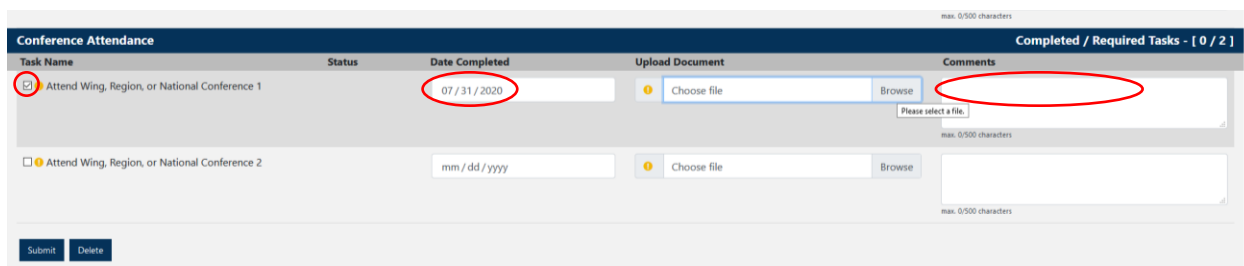 max. 0/500 characters
Conference Attendance Completed / Required Tasks - [ 0 / 2 ]
Task Name Status Date Completed Upload Document Comments
Attend Wing, Region, or National Conference 1 07 / 31 / 2020 Choose file Browse
Please select a file.
max. 0/500 characters
Attend Wing, Region, or National Conference 2 mm / dd / yyyy Choose file Browse
max. 0/500 characters
Submit Delete